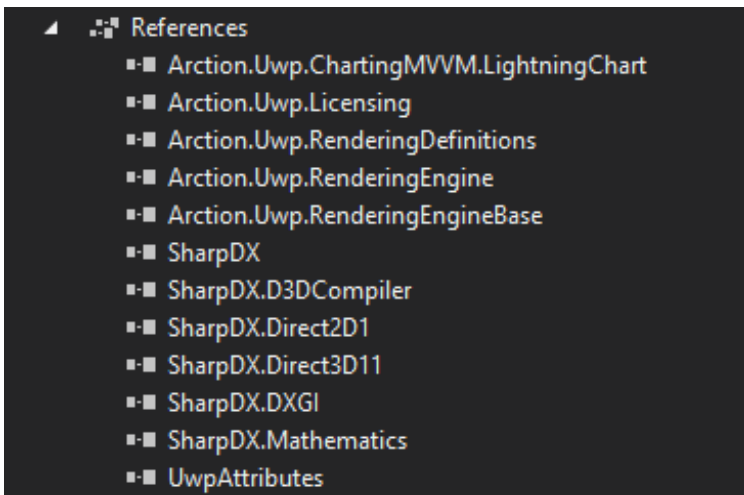 References
Arction.Uwp.ChartingMVVM.LightningChart
Arction.Uwp.Licensing
Arction.Uwp.RenderingDefinitions
Arction.Uwp.RenderingEngine
Arction.Uwp.RenderingEngineBase
SharpDX
SharpDX.D3DCompiler
SharpDX.Direct2D1
SharpDX.Direct3D11
SharpDX.DXGI
SharpDX.Mathematics
UwpAttributes